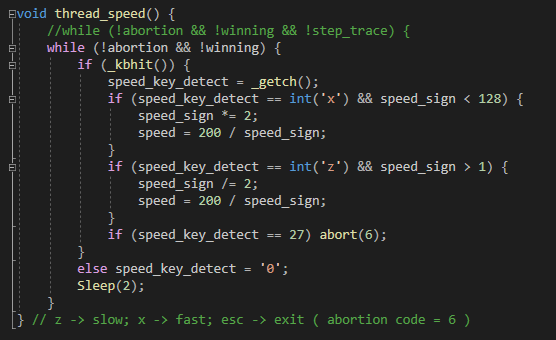 void thread_speed() {
//while (!abortion && !winning && !step_trace) {
while (!abortion && !winning) {
if (_kbhit()) {
speed_key_detect = _getch();
if (speed_key_detect == int('x') && speed_sign < 128) {
speed_sign *= 2;
speed = 200 / speed_sign;
}
if (speed_key_detect == int('z') && speed_sign > 1) {
speed_sign /= 2;
speed = 200 / speed_sign;
}
if (speed_key_detect == 27) abort(6);
}
else speed_key_detect = '0';
Sleep(2);
}
} // z -> slow; x -> fast; esc -> exit ( abortion code = 6 )